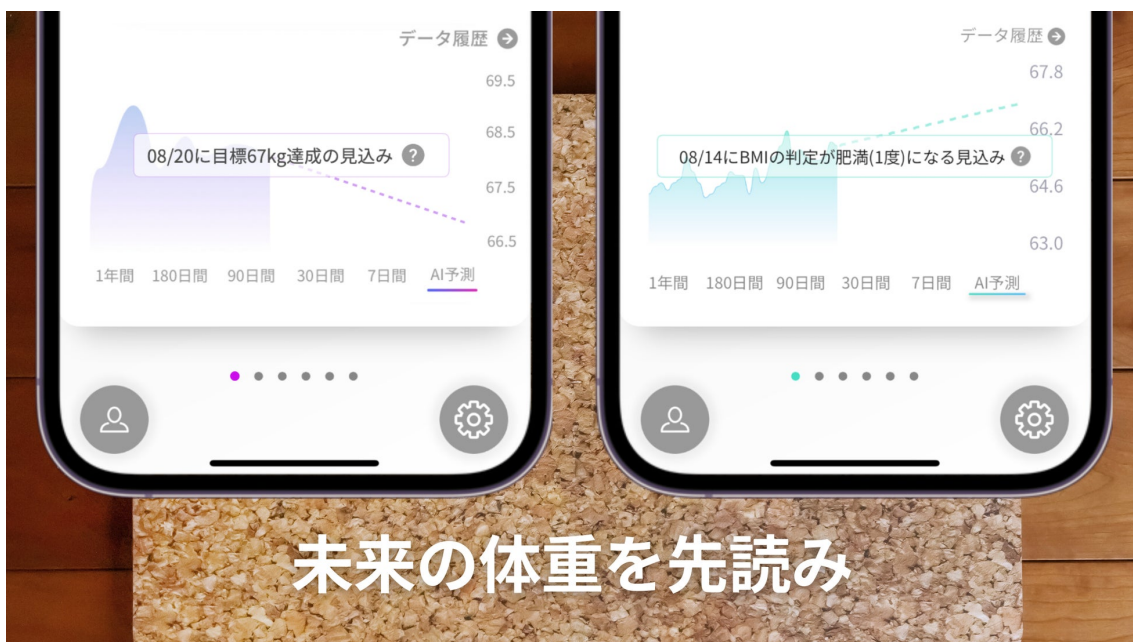 データ履歴
69.5
68.5
67.5
66.5
08/20に目標67kg達成の見込み ?
1年間 180日間 90日間 30日間 7日間 AI予測
データ履歴
67.8
66.2
64.6
63.0
08/14にBMIの判定が肥満(1度)になる見込み ?
1年間 180日間 90日間 30日間 7日間 AI予測
未来の体重を先読み